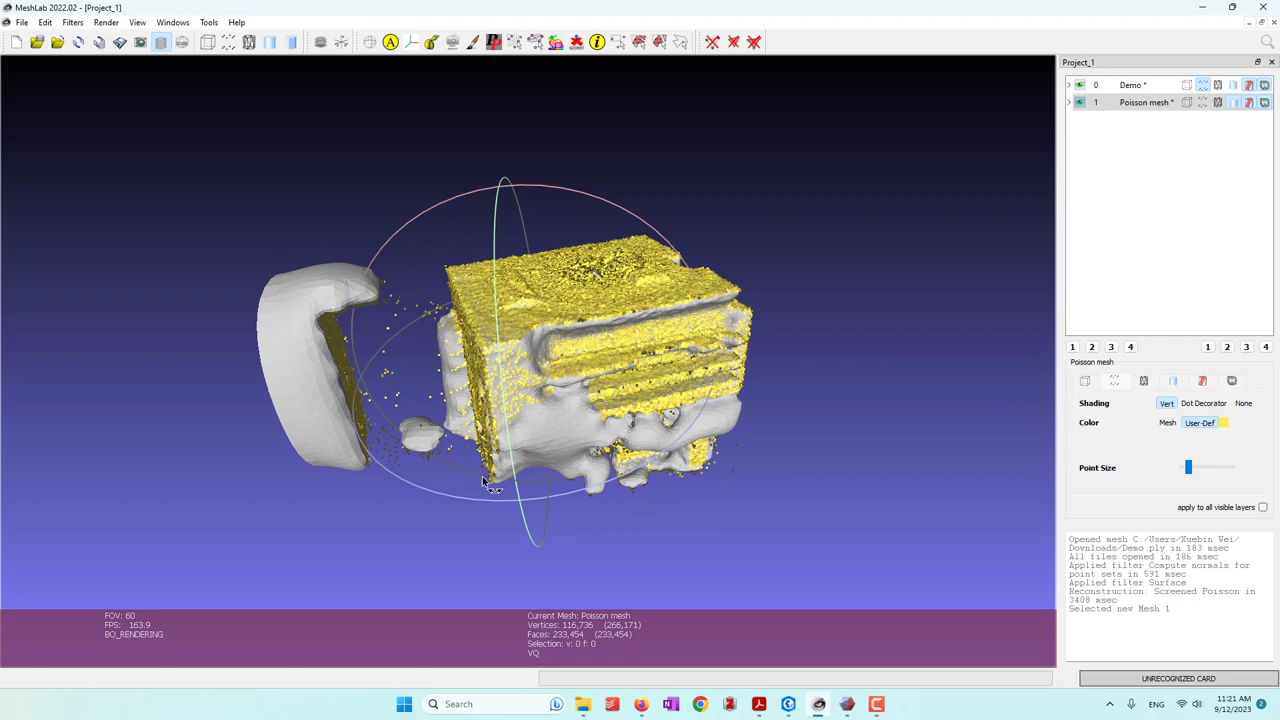 MeshLab 2022.02 - [Project_1]
File Edit Filters Render View Windows Tools Help
Project_1
0 Demo *
1 Poisson mesh *
1 2 3 4 1 2 3 4
Poisson mesh
Shading Vert Dot Decorator None
Color Mesh User-Def
Point Size
apply to all visible layers
Opened mesh C:/Users/Xuebin Wei/
Downloads/Demo.ply in 183 msec
All files opened in 186 msec
Applied filter Compute normals for
point sets in 591 msec
Applied filter Surface
Reconstruction: Screened Poisson in
3408 msec
Selected new Mesh 1
FOV: 60
FPS: 163.9
BO_RENDERING
Current Mesh: Poisson mesh
Vertices: 116,736 (266,171)
Faces: 233,454 (233,454)
Selection: v: 0 f: 0
VQ
UNRECOGNIZED CARD
Search
ENG
11:21 AM
9/12/2023